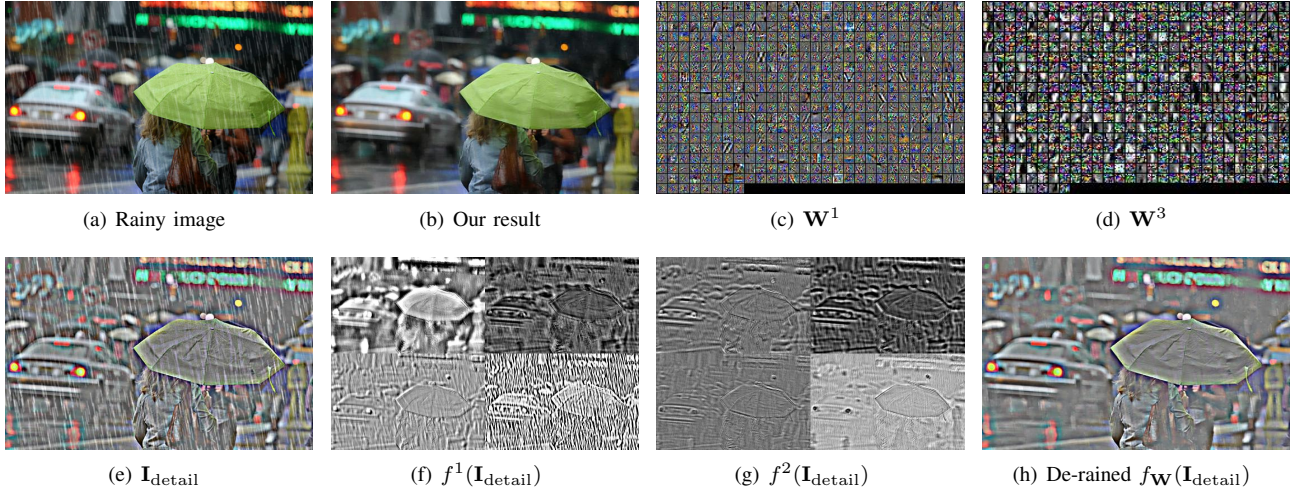 (a) Rainy image
(b) Our result
(c) W¹
(d) W³
(e) I_detail
(f) f¹(I_detail)
(g) f²(I_detail)
(h) De-rained f_W(I_detail)